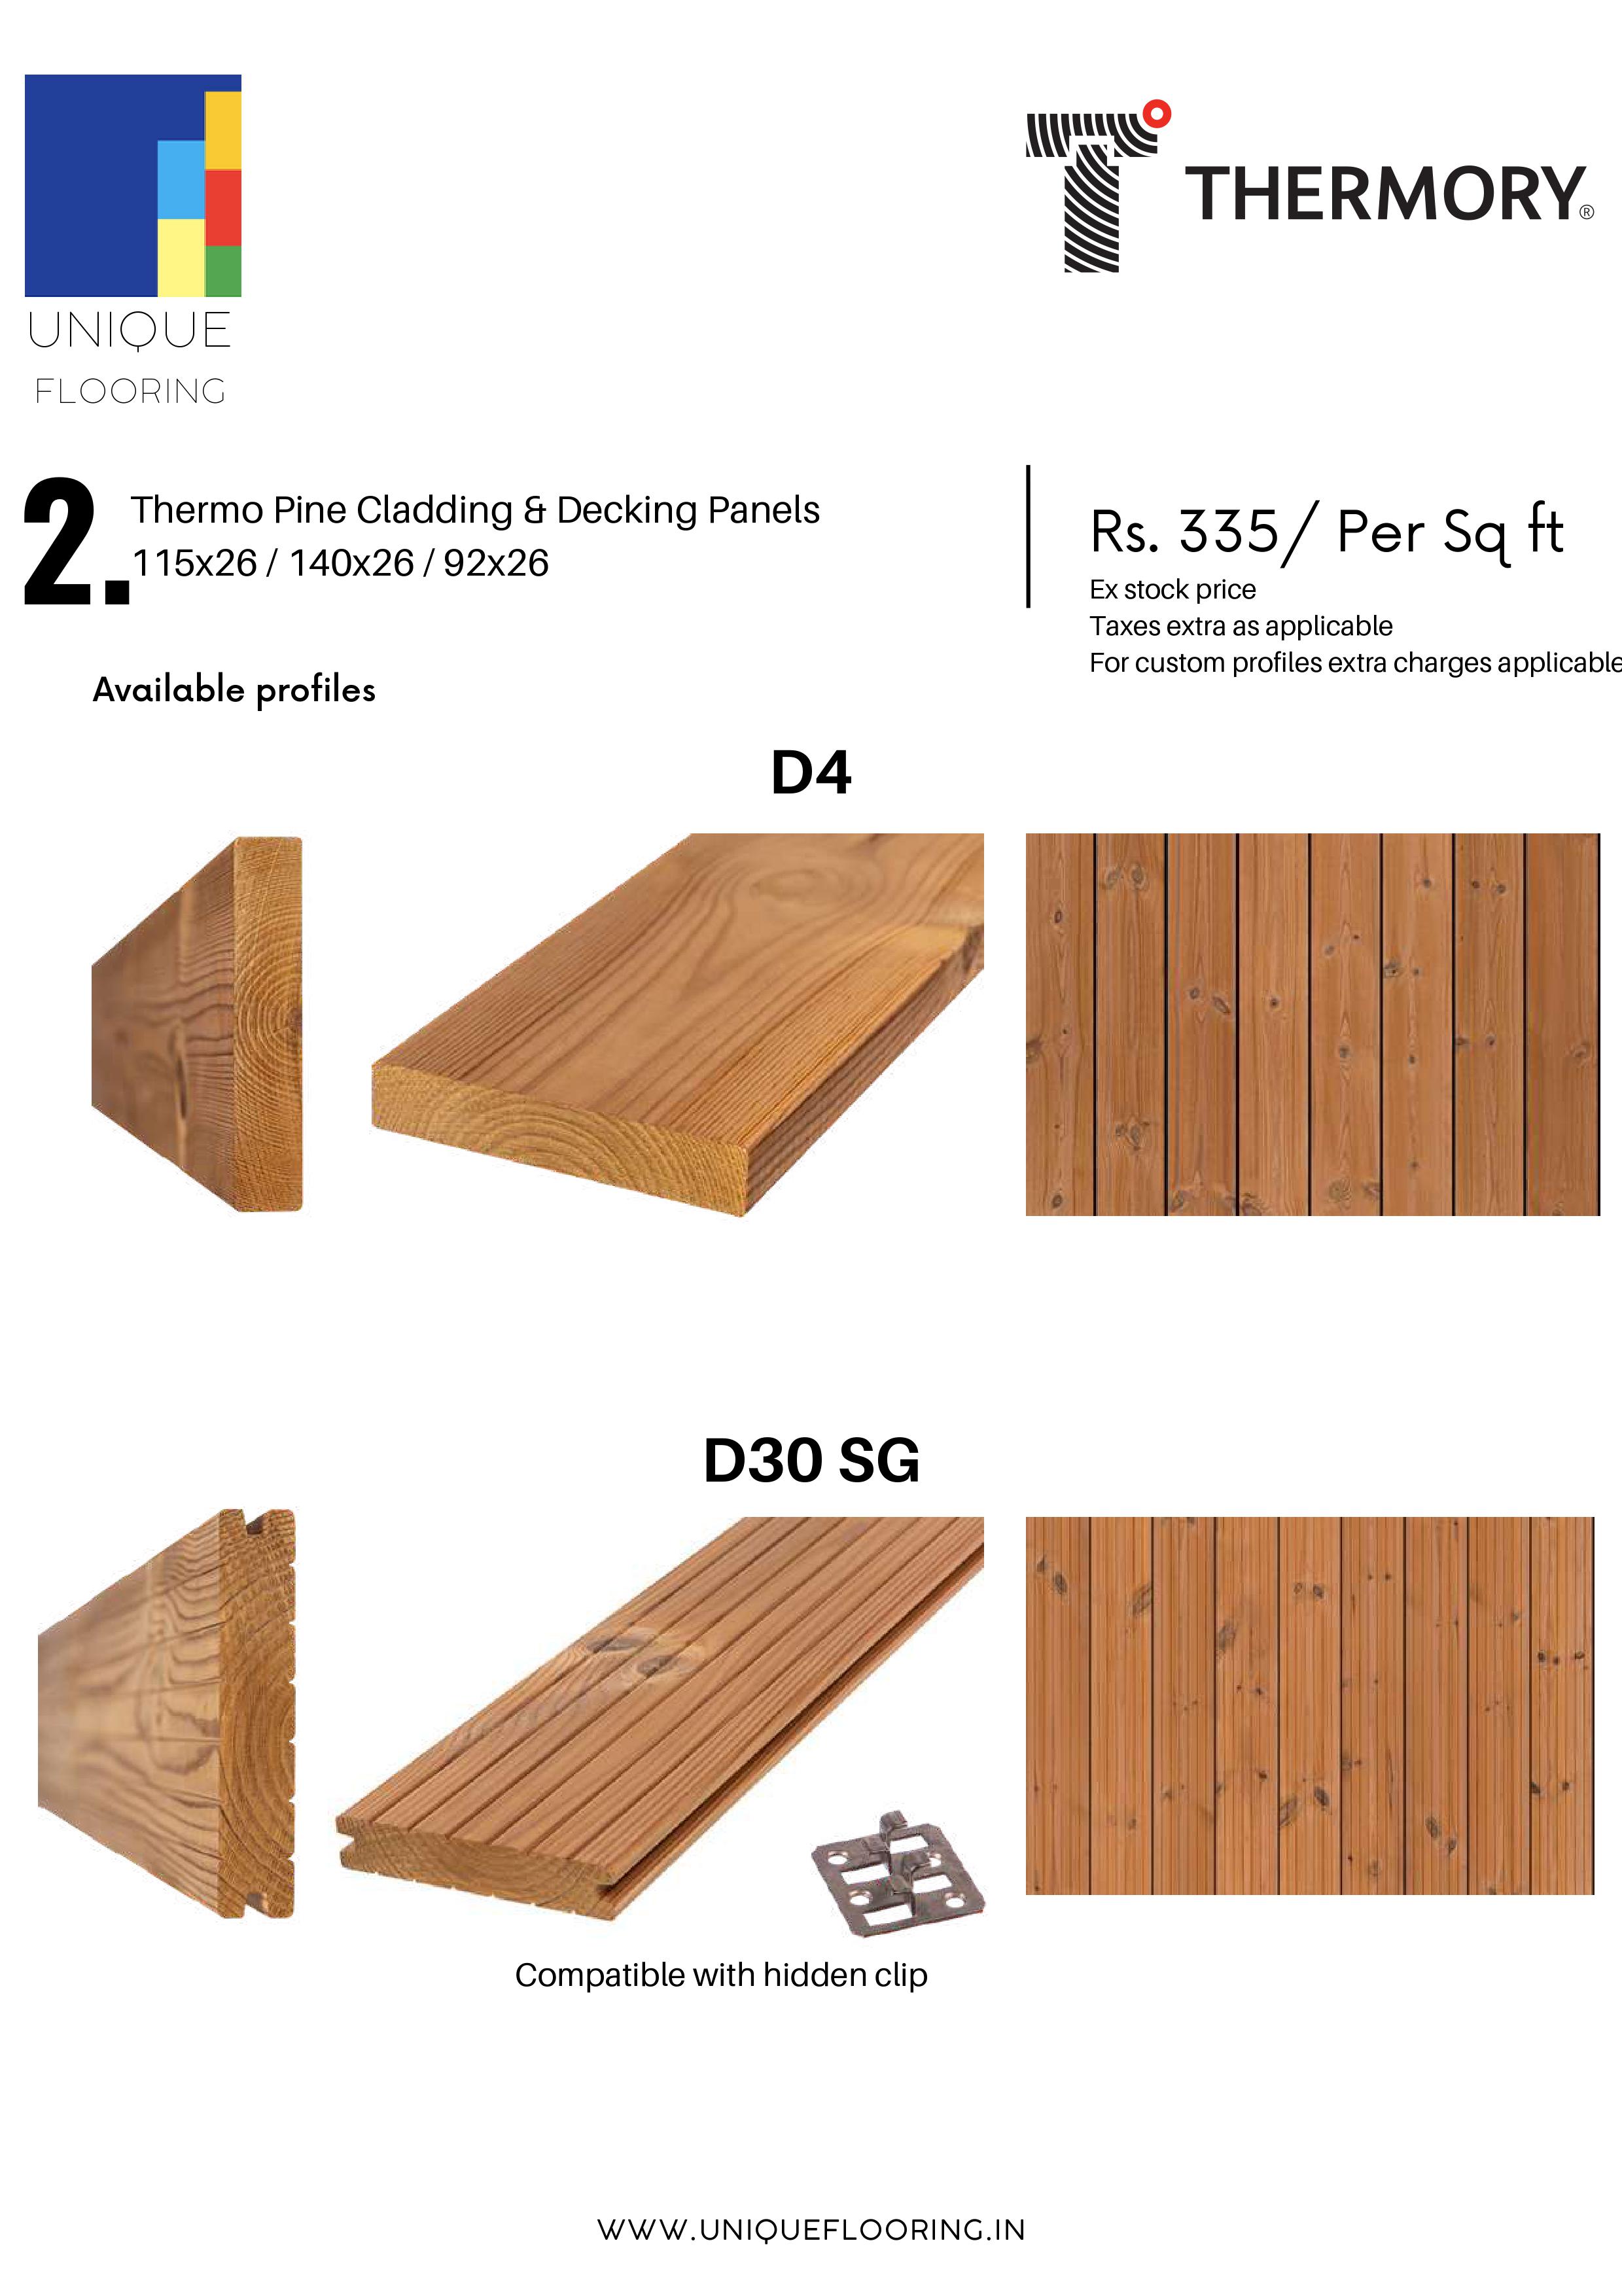 UNIQUE
FLOORING
THERMORY®
2.
Thermo Pine Cladding & Decking Panels
115x26 / 140x26 / 92x26
Rs. 335/ Per Sq ft
Ex stock price
Taxes extra as applicable
For custom profiles extra charges applicable
Available profiles
D4
D30 SG
Compatible with hidden clip
WWW.UNIQUEFLOORING.IN